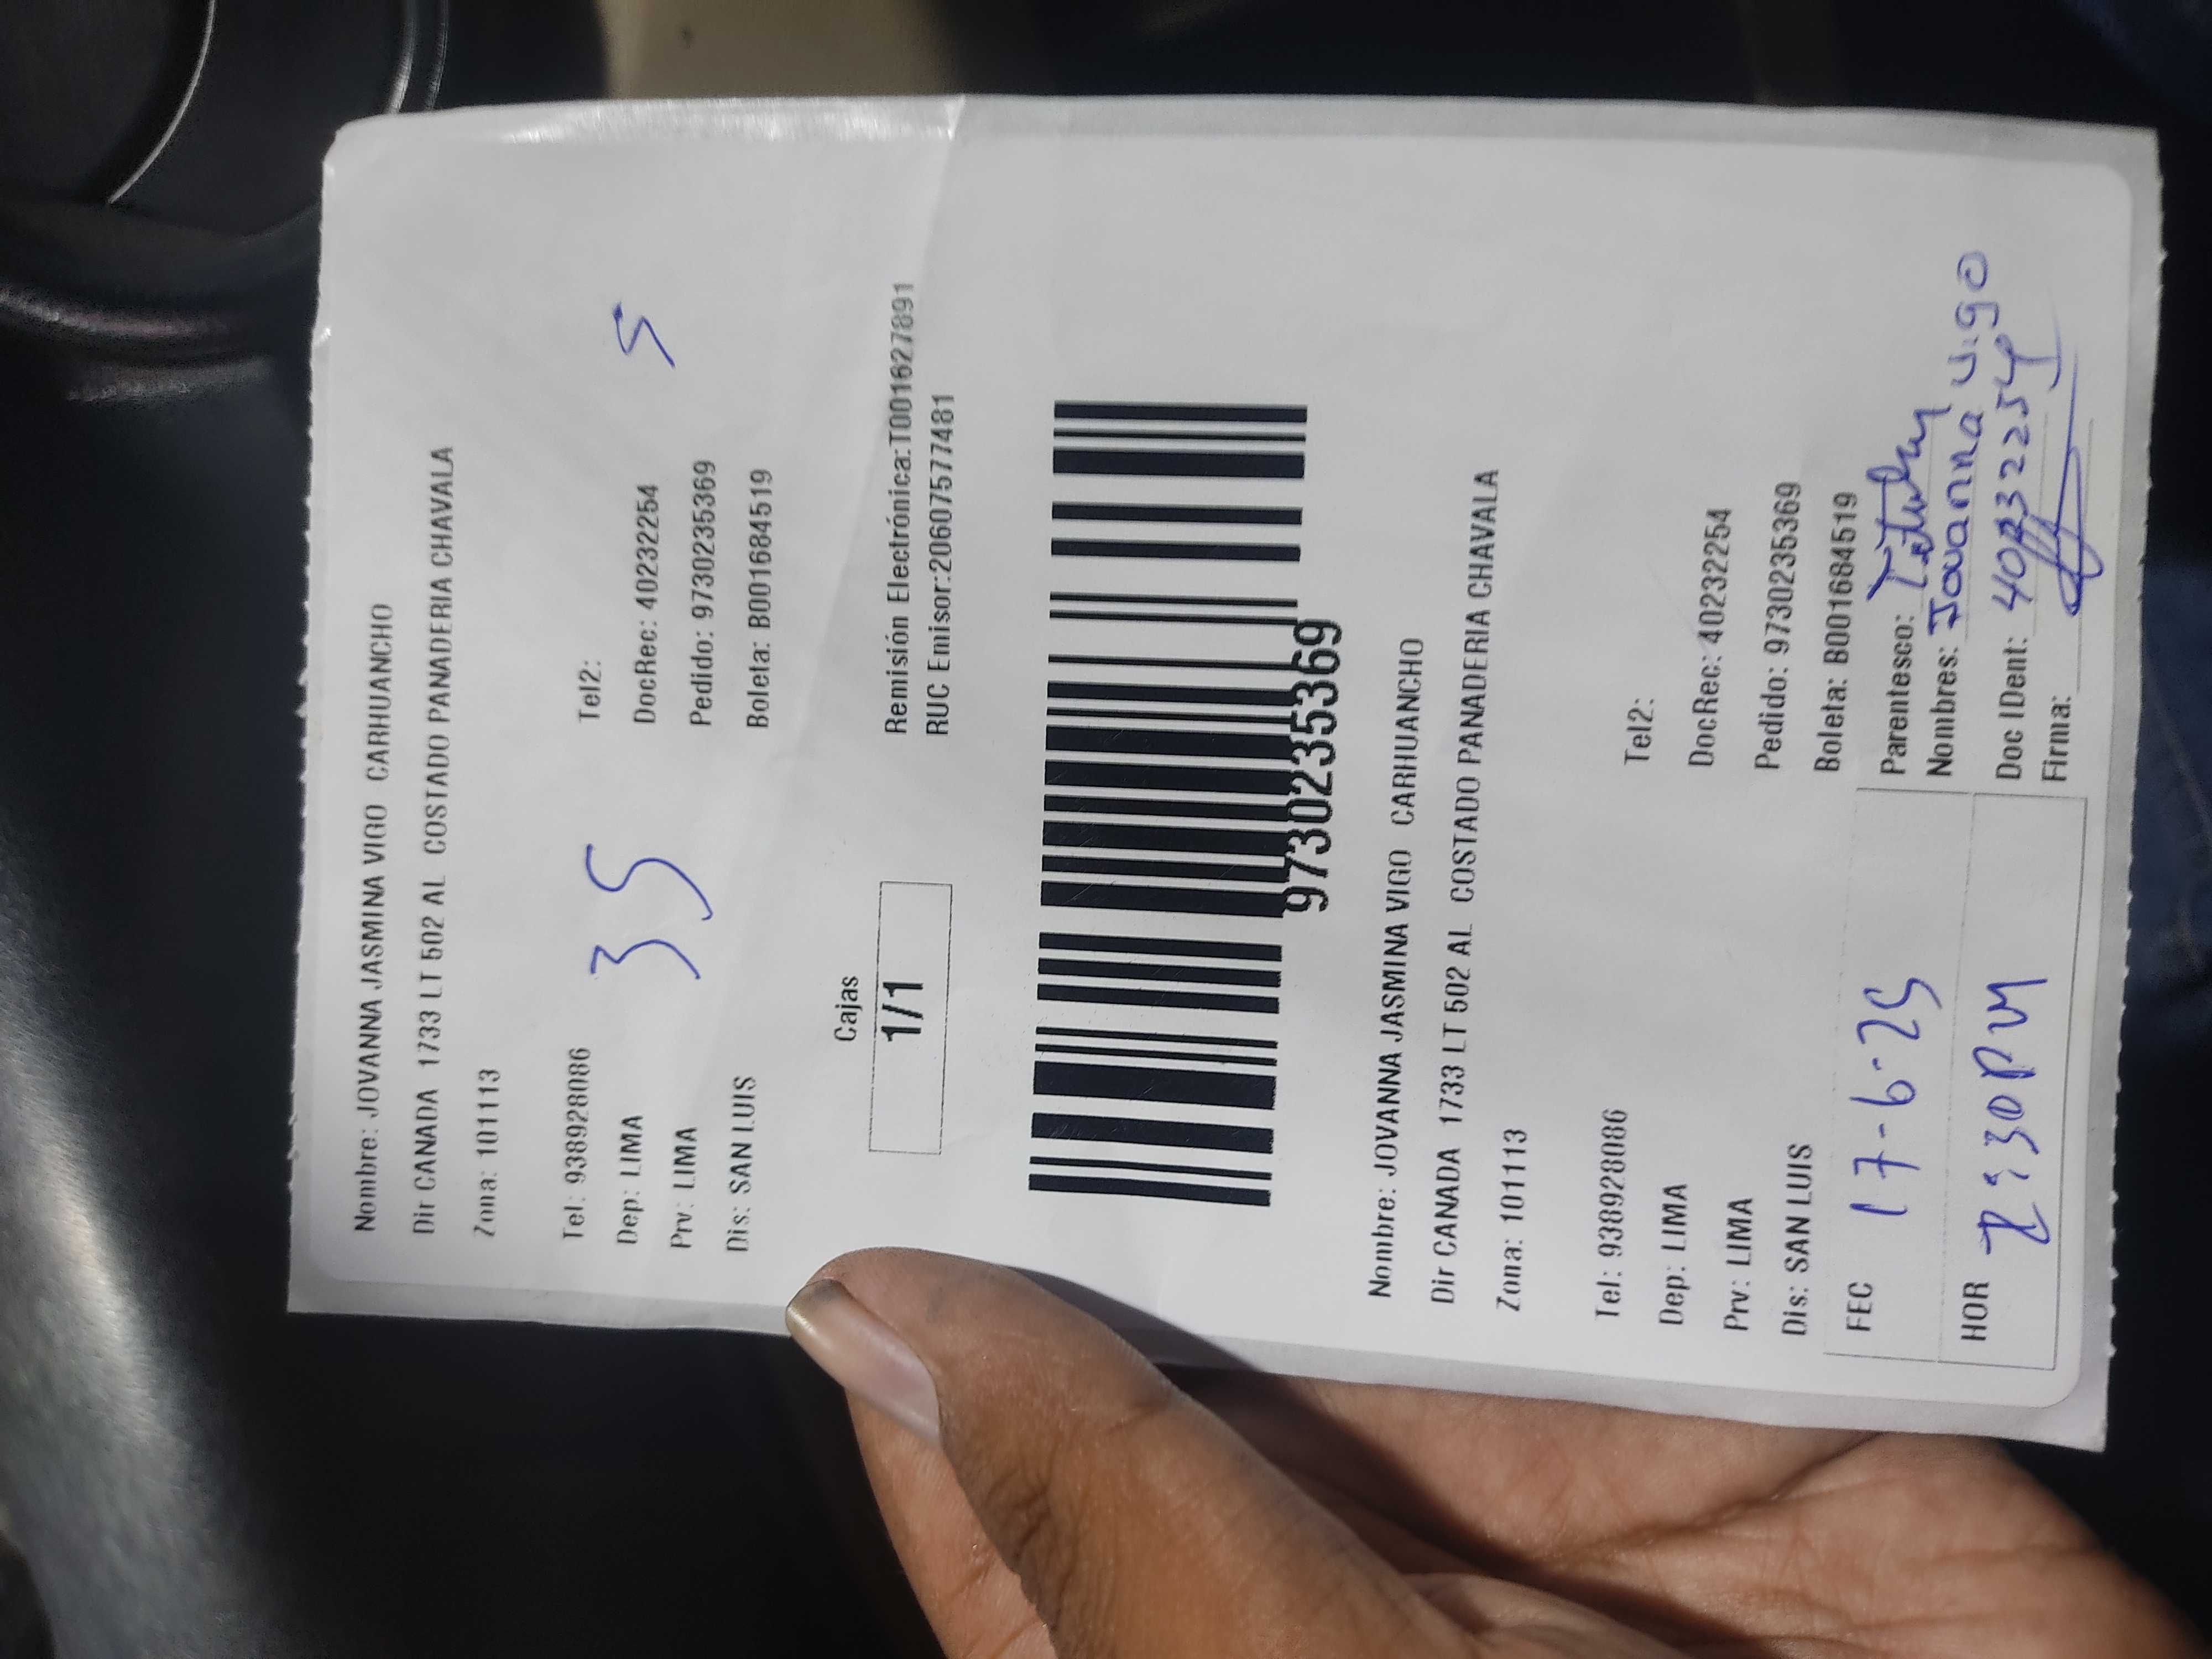 Nombre: JOVANNA JASMINA VIGO CARHUANCHO
Dir CANADA 1733 LT 502 AL COSTADO PANADERIA CHAVALA
Zona: 101113
Tel: 938928086 Tel2:
Dep: LIMA DocRec: 40232254
Prv: LIMA Pedido: 973023536​9
Dis: SAN LUIS Boleta: B001684519
35 5
Cajas
1/1
Remisión Electrónica:T001627891
RUC Emisor:20607577481
9730235369
Nombre: JOVANNA JASMINA VIGO CARHUANCHO
Dir CANADA 1733 LT 502 AL COSTADO PANADERIA CHAVALA
Zona: 101113
Tel: 938928086 Tel2:
Dep: LIMA DocRec: 40232254
Prv: LIMA Pedido: 9730235369
Dis: SAN LUIS Boleta: B001684519
FEC 17-6-25
HOR 2:30PM
Parentesco: Titular
Nombres: Jovanna Vigo
Doc IDent: 40232254
Firma: